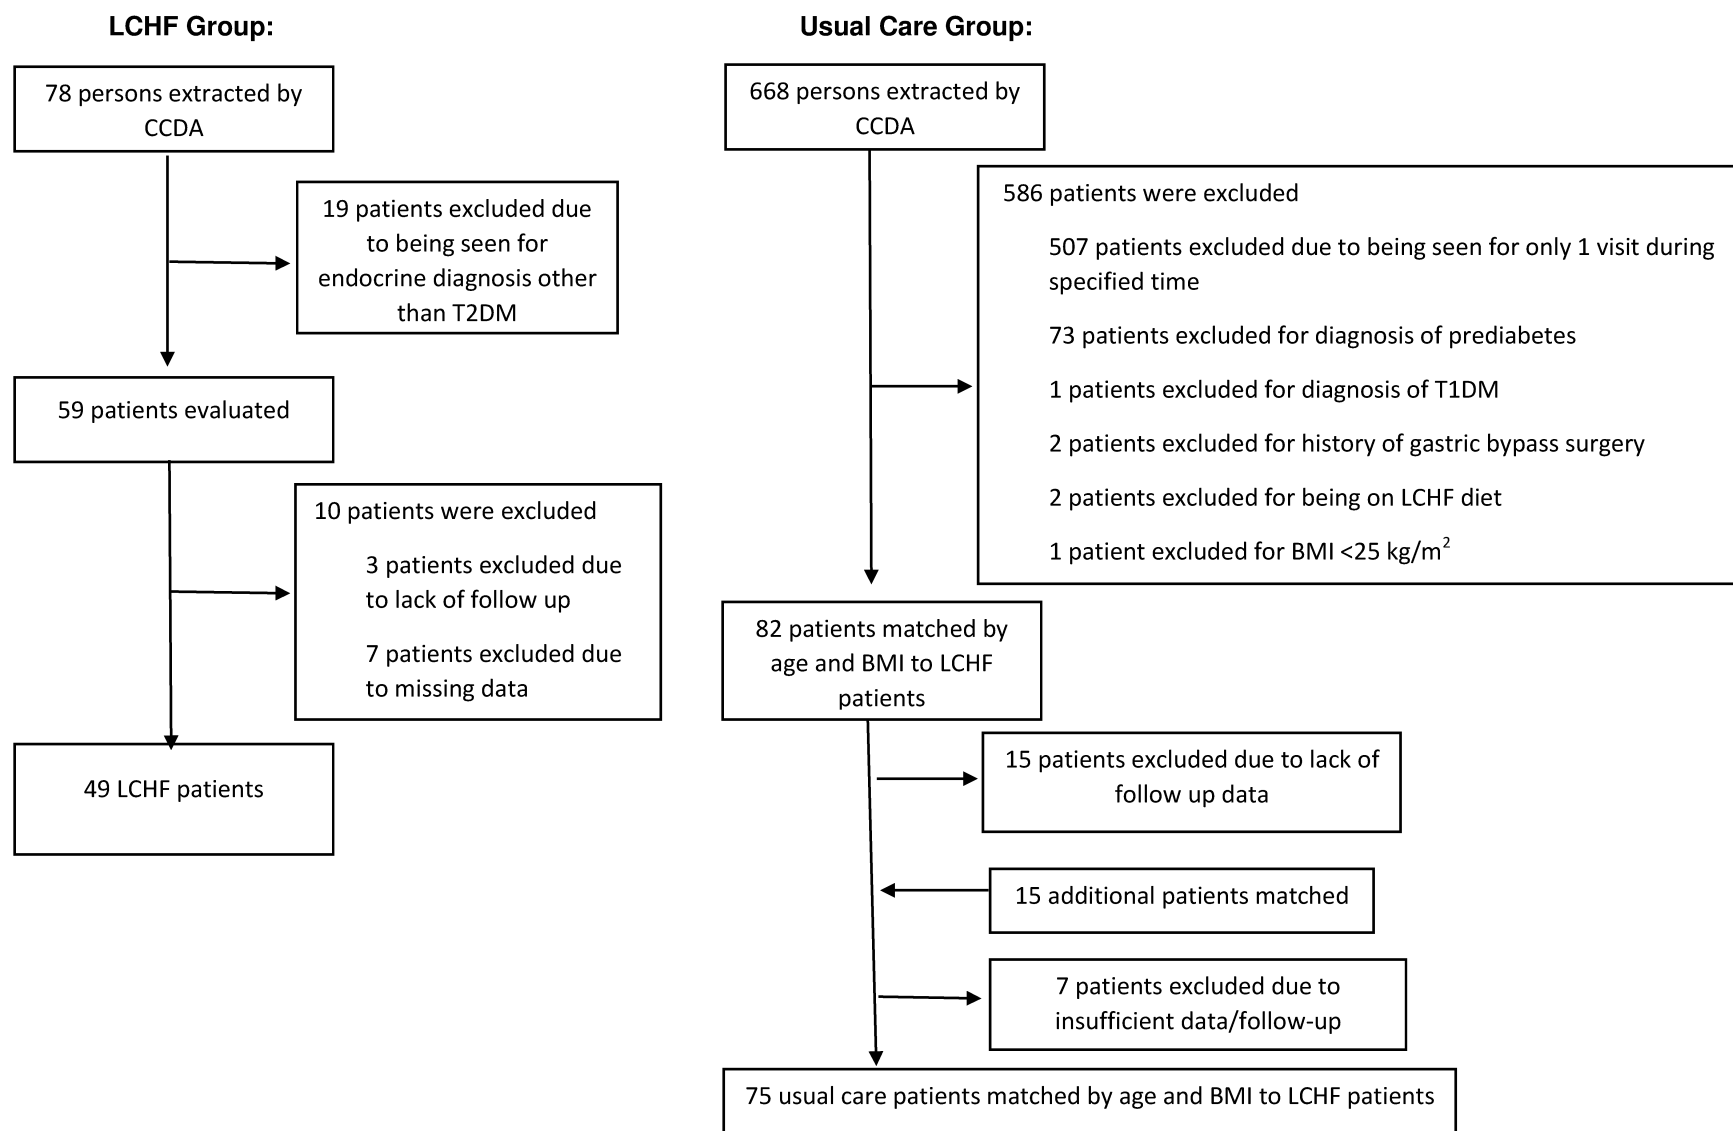 LCHF Group:
78 persons extracted by
CCDA
19 patients excluded due
to being seen for
endocrine diagnosis other
than T2DM
59 patients evaluated
10 patients were excluded
3 patients excluded due
to lack of follow up
7 patients excluded due
to missing data
49 LCHF patients
Usual Care Group:
668 persons extracted by
CCDA
586 patients were excluded
507 patients excluded due to being seen for only 1 visit during
specified time
73 patients excluded for diagnosis of prediabetes
1 patients excluded for diagnosis of T1DM
2 patients excluded for history of gastric bypass surgery
2 patients excluded for being on LCHF diet
1 patient excluded for BMI <25 kg/m²
82 patients matched by
age and BMI to LCHF
patients
15 patients excluded due to lack of
follow up data
15 additional patients matched
7 patients excluded due to
insufficient data/follow-up
75 usual care patients matched by age and BMI to LCHF patients